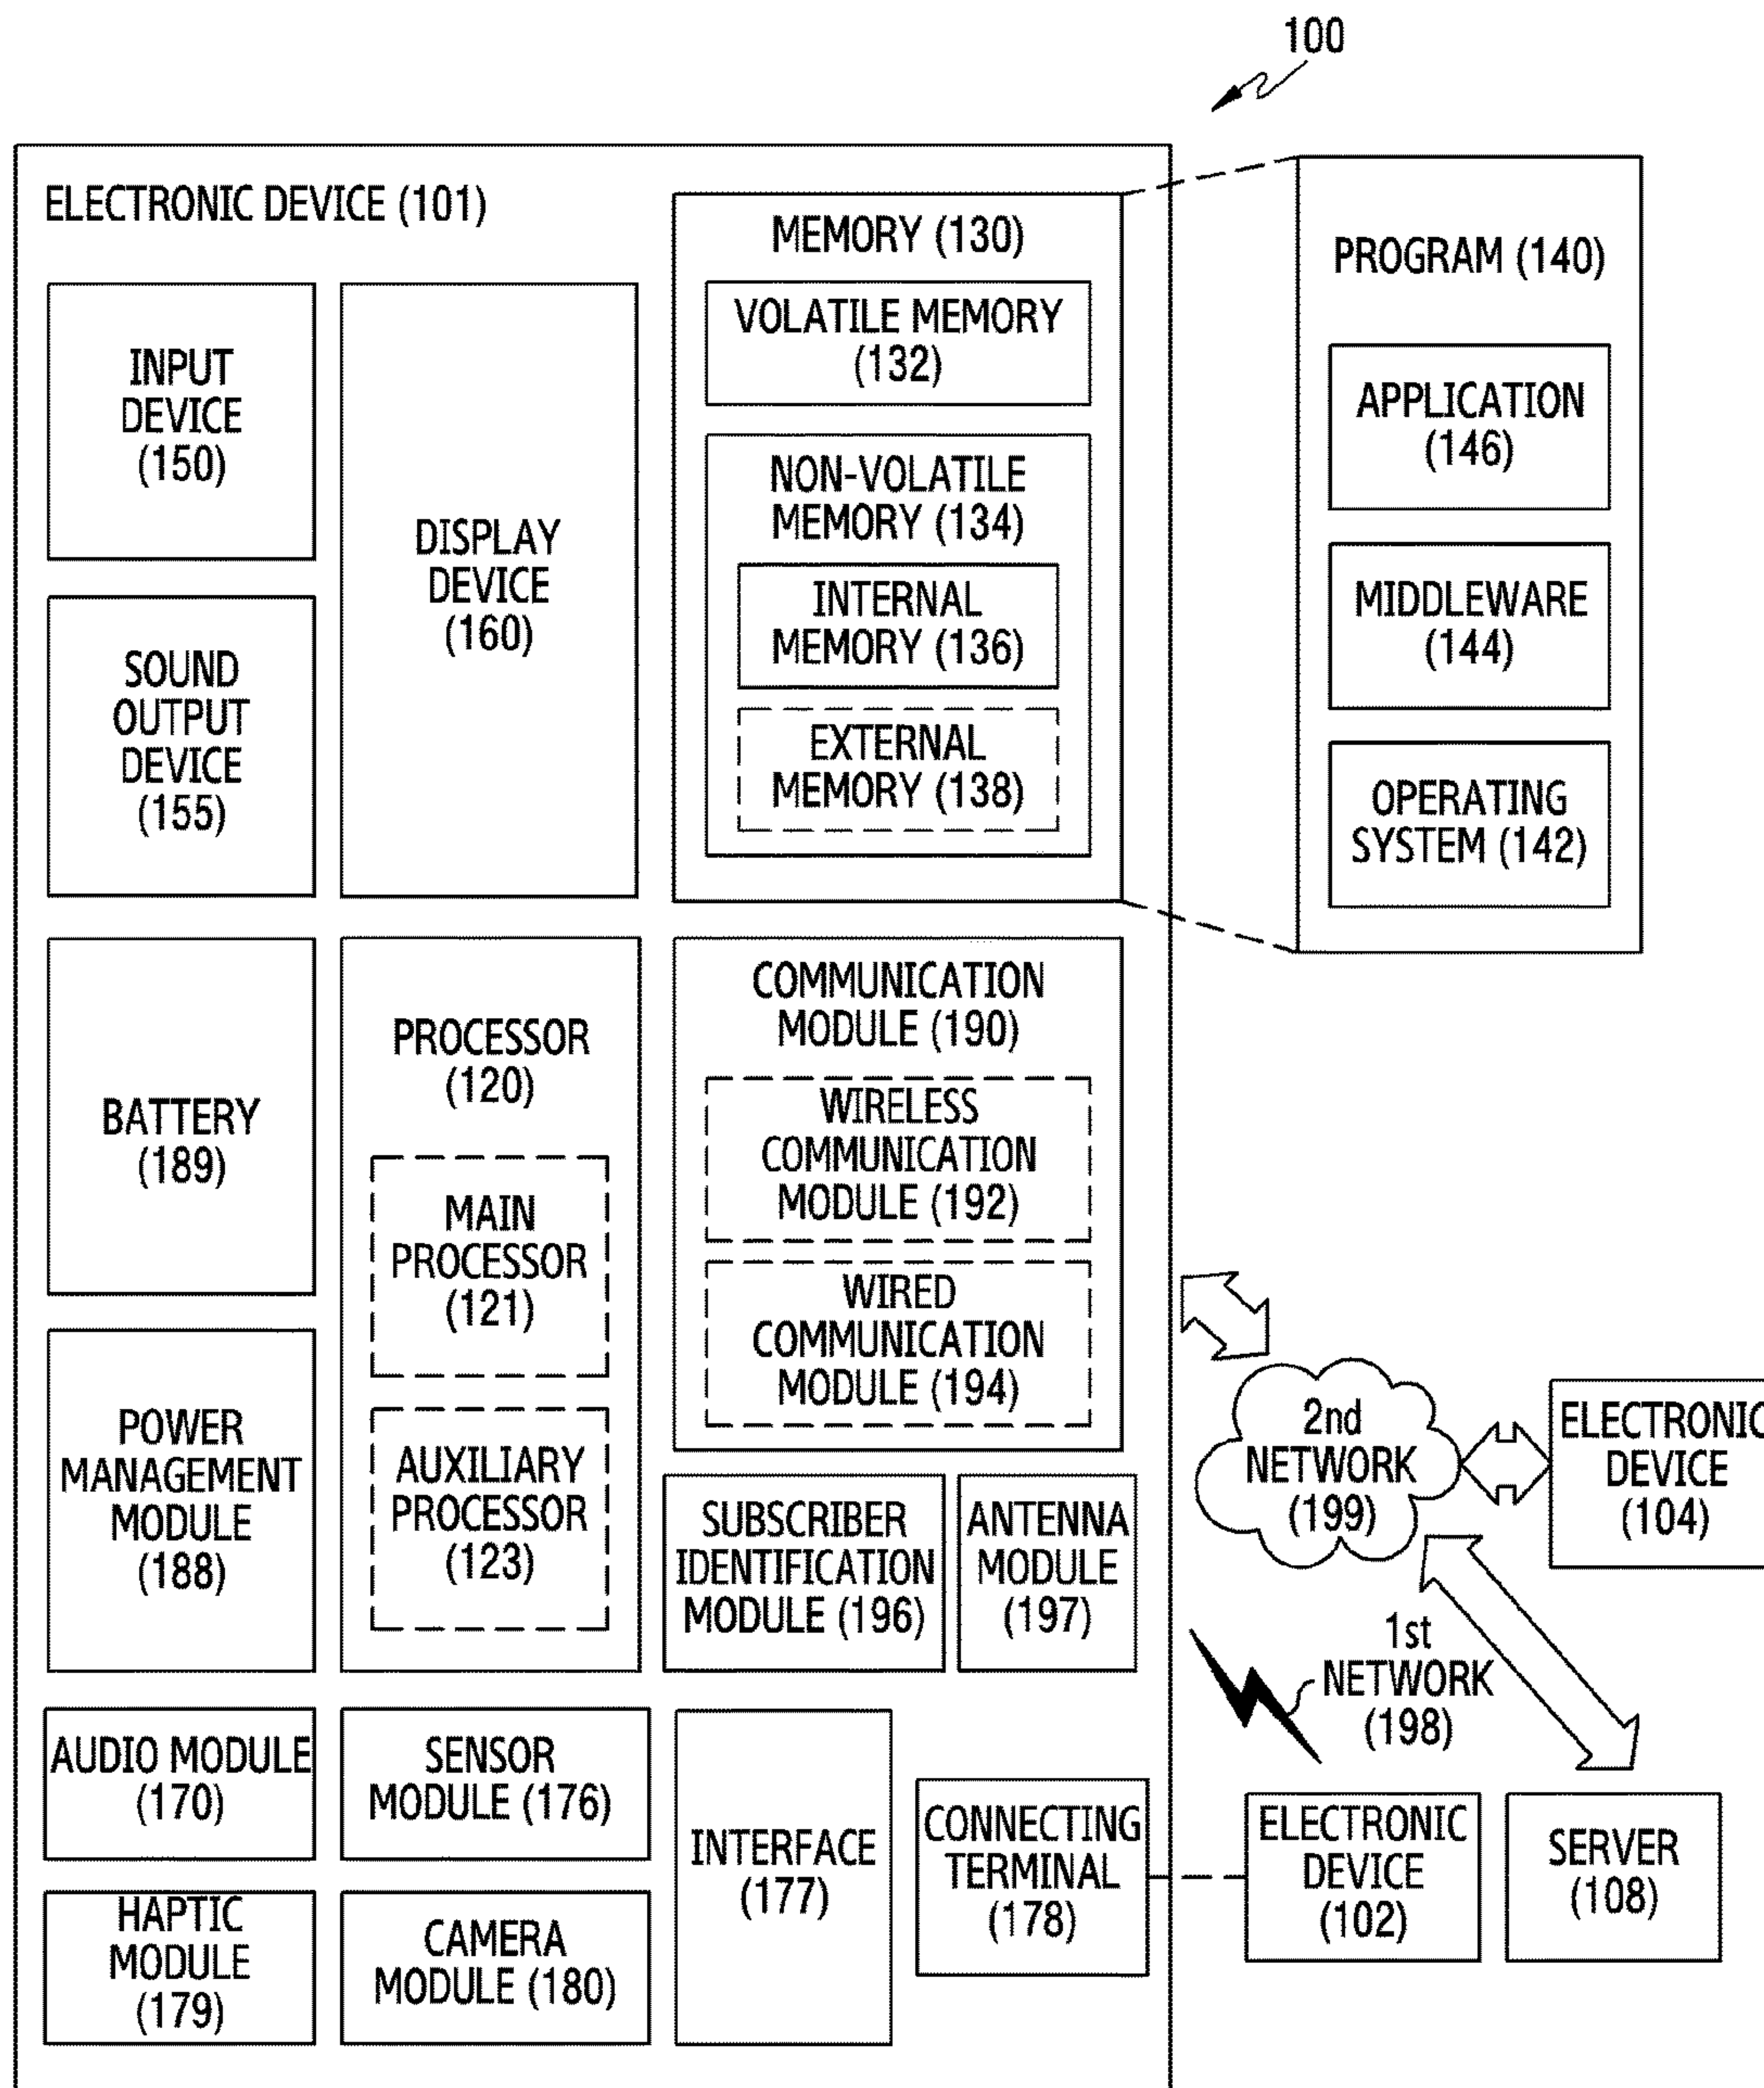 100
ELECTRONIC DEVICE (101)
INPUT
DEVICE
(150)
SOUND
OUTPUT
DEVICE
(155)
DISPLAY
DEVICE
(160)
MEMORY (130)
VOLATILE MEMORY
(132)
NON-VOLATILE
MEMORY (134)
INTERNAL
MEMORY (136)
EXTERNAL
MEMORY (138)
PROGRAM (140)
APPLICATION
(146)
MIDDLEWARE
(144)
OPERATING
SYSTEM (142)
BATTERY
(189)
POWER
MANAGEMENT
MODULE
(188)
PROCESSOR
(120)
MAIN
PROCESSOR
(121)
AUXILIARY
PROCESSOR
(123)
COMMUNICATION
MODULE (190)
WIRELESS
COMMUNICATION
MODULE (192)
WIRED
COMMUNICATION
MODULE (194)
SUBSCRIBER
IDENTIFICATION
MODULE (196)
ANTENNA
MODULE
(197)
2nd
NETWORK
(199)
ELECTRONIC
DEVICE
(104)
1st
NETWORK
(198)
AUDIO MODULE
(170)
SENSOR
MODULE (176)
HAPTIC
MODULE
(179)
CAMERA
MODULE (180)
INTERFACE
(177)
CONNECTING
TERMINAL
(178)
ELECTRONIC
DEVICE
(102)
SERVER
(108)